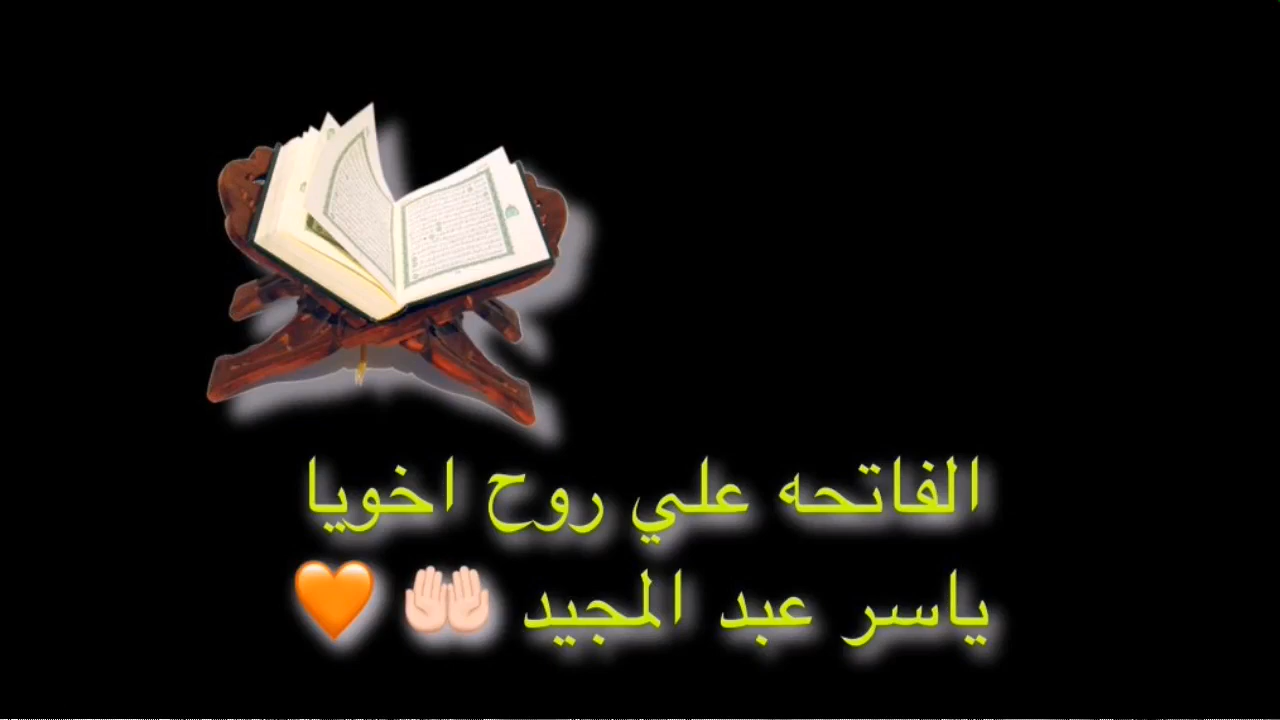 الفاتحه علي روح اخويا
ياسر عبد المجيد 🤲🏻 🧡